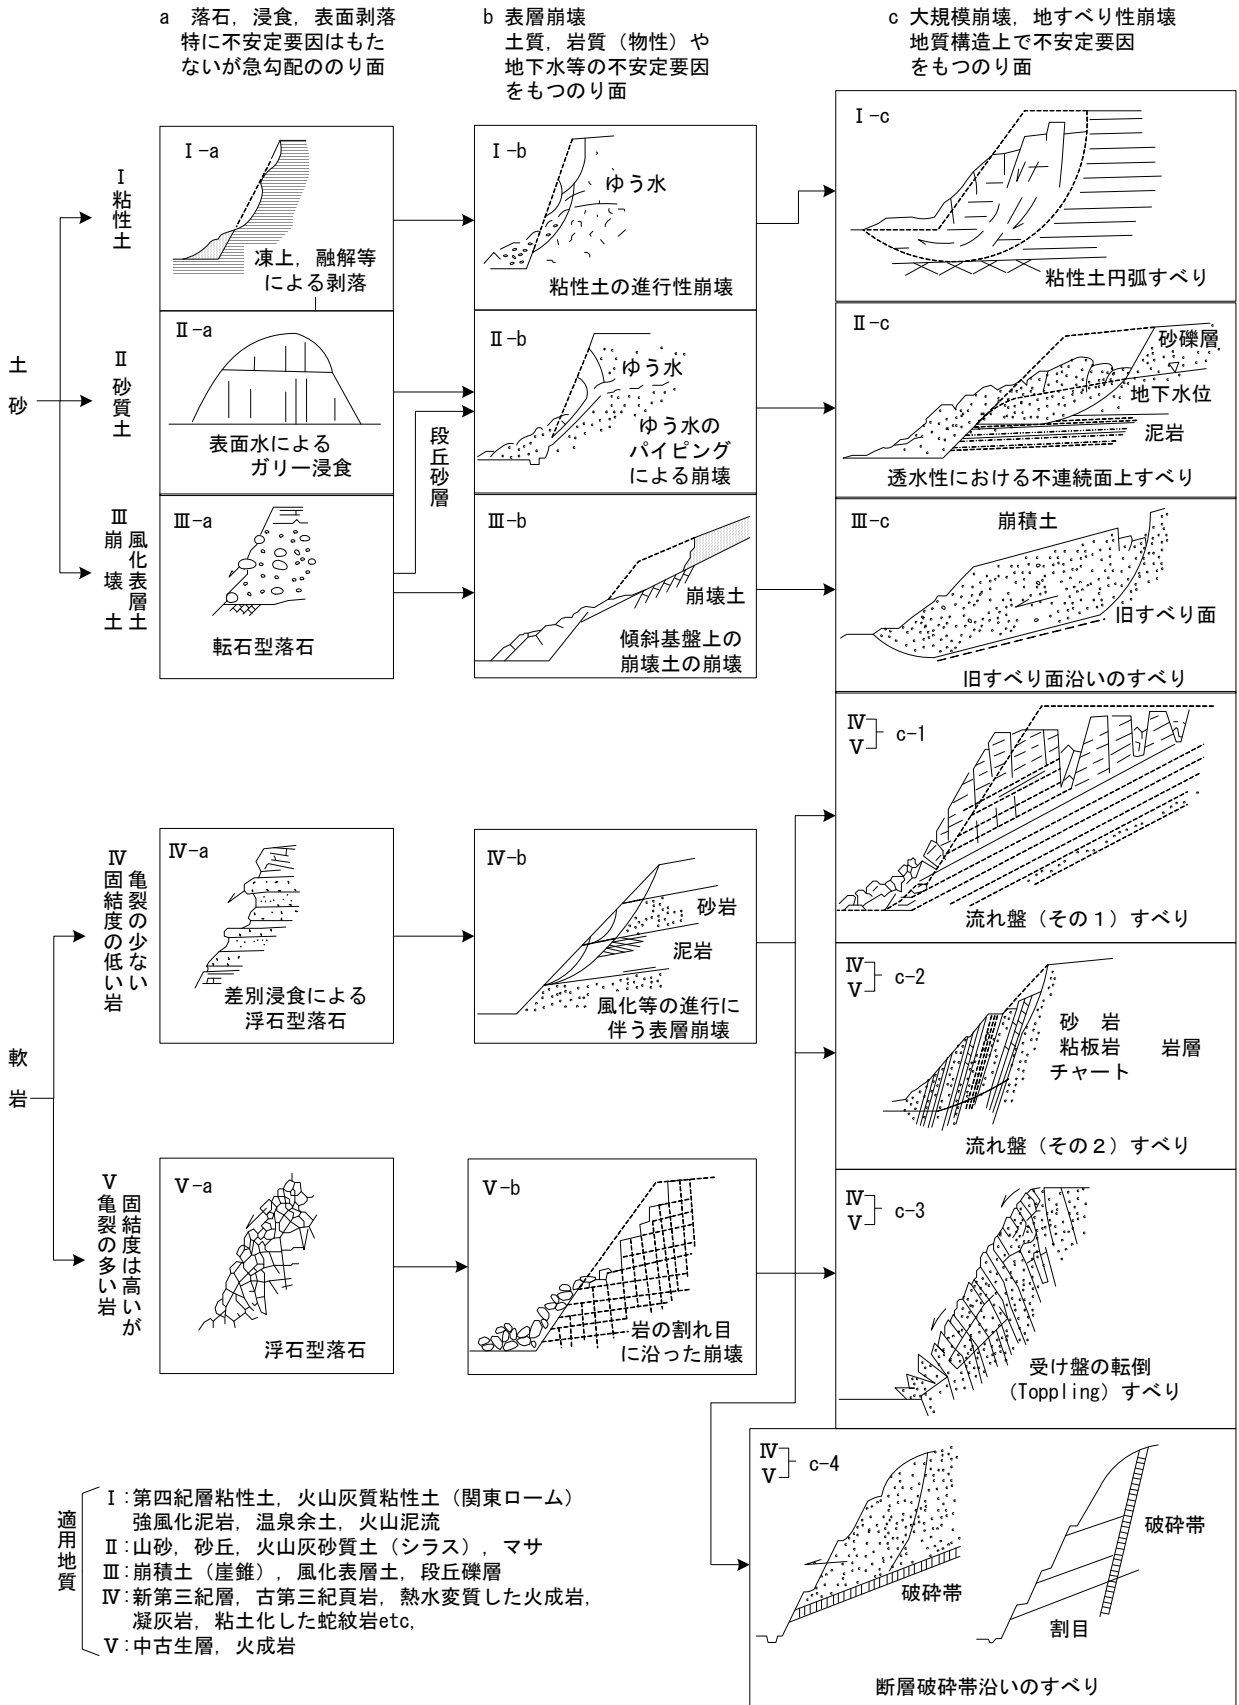 a 落石，浸食，表面剥落
特に不安定要因はもた
ないが急勾配ののり面
b 表層崩壊
土質，岩質（物性）や
地下水等の不安定要因
をもつのり面
c 大規模崩壊，地すべり性崩壊
地質構造上で不安定要因
をもつのり面
土砂
Ⅰ粘性土
Ⅰ-a
凍上，融解等
による剥落
Ⅰ-b
ゆう水
粘性土の進行性崩壊
Ⅰ-c
粘性土円弧すべり
Ⅱ砂質土
Ⅱ-a
表面水による
ガリー浸食
段丘砂層
Ⅱ-b
ゆう水
ゆう水の
パイピング
による崩壊
Ⅱ-c
砂礫層
地下水位
泥岩
透水性における不連続面上すべり
Ⅲ崩壊土
風化表層土
Ⅲ-a
転石型落石
Ⅲ-b
崩壊土
傾斜基盤上の
崩壊土の崩壊
Ⅲ-c
崩積土
旧すべり面
旧すべり面沿いのすべり
軟岩
Ⅳ固結度の低い岩
亀裂の少ない
Ⅳ-a
差別浸食による
浮石型落石
Ⅳ-b
砂岩
泥岩
風化等の進行に
伴う表層崩壊
Ⅳ
Ⅴ
c-1
流れ盤（その１）すべり
Ⅳ
Ⅴ
c-2
砂　岩
粘板岩
チャート
岩層
流れ盤（その２）すべり
Ⅴ亀裂の多い岩
固結度は高いが
Ⅴ-a
浮石型落石
Ⅴ-b
岩の割れ目
に沿った崩壊
Ⅳ
Ⅴ
c-3
受け盤の転倒
(Toppling)すべり
Ⅳ
Ⅴ
c-4
破砕帯
破砕帯
割目
断層破砕帯沿いのすべり
適用地質
Ⅰ：第四紀層粘性土，火山灰質粘性土（関東ローム）
強風化泥岩，温泉余土，火山泥流
Ⅱ：山砂，砂丘，火山灰砂質土（シラス），マサ
Ⅲ：崩積土（崖錐），風化表層土，段丘礫層
Ⅳ：新第三紀層，古第三紀頁岩，熱水変質した火成岩，
凝灰岩，粘土化した蛇紋岩etc,
Ⅴ：中古生層，火成岩